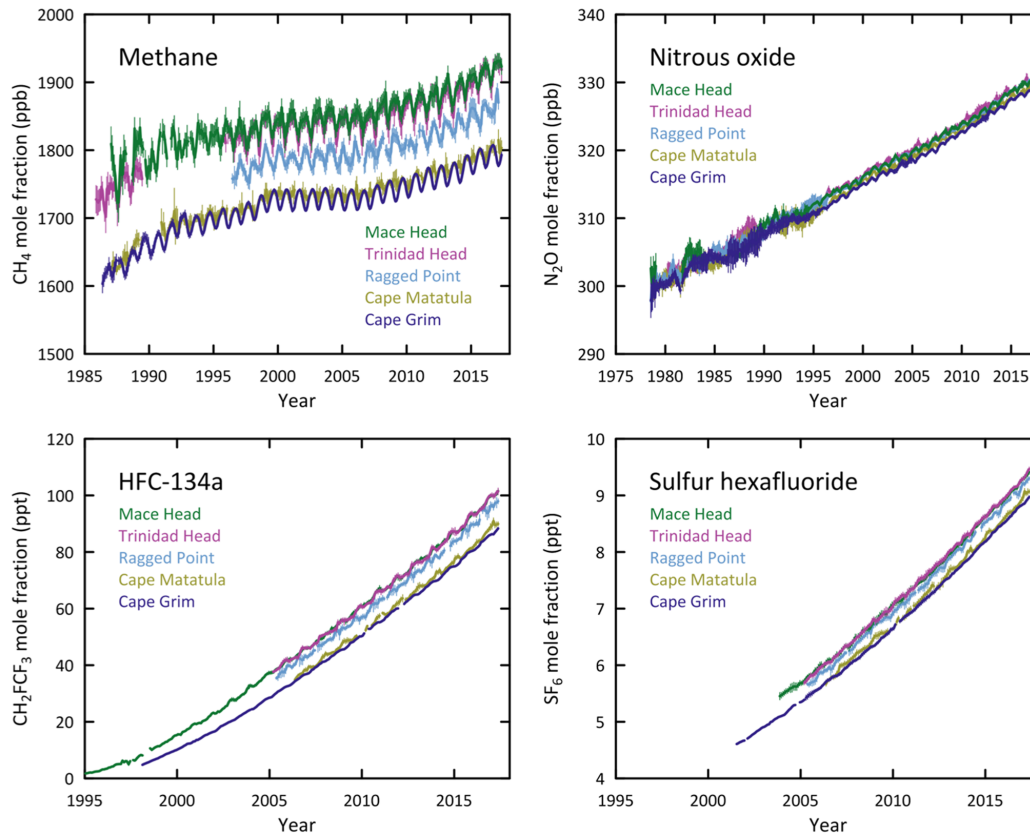 Methane
CH4 mole fraction (ppb)
2000
1900
1800
1700
1600
1500
Mace Head
Trinidad Head
Ragged Point
Cape Matatula
Cape Grim
1985 1990 1995 2000 2005 2010 2015
Year
Nitrous oxide
N2O mole fraction (ppb)
340
330
320
310
300
290
Mace Head
Trinidad Head
Ragged Point
Cape Matatula
Cape Grim
1975 1980 1985 1990 1995 2000 2005 2010 2015
Year
HFC-134a
CH2FCF3 mole fraction (ppt)
120
100
80
60
40
20
0
Mace Head
Trinidad Head
Ragged Point
Cape Matatula
Cape Grim
1995 2000 2005 2010 2015
Year
Sulfur hexafluoride
SF6 mole fraction (ppt)
10
9
8
7
6
5
4
Mace Head
Trinidad Head
Ragged Point
Cape Matatula
Cape Grim
1995 2000 2005 2010 2015
Year